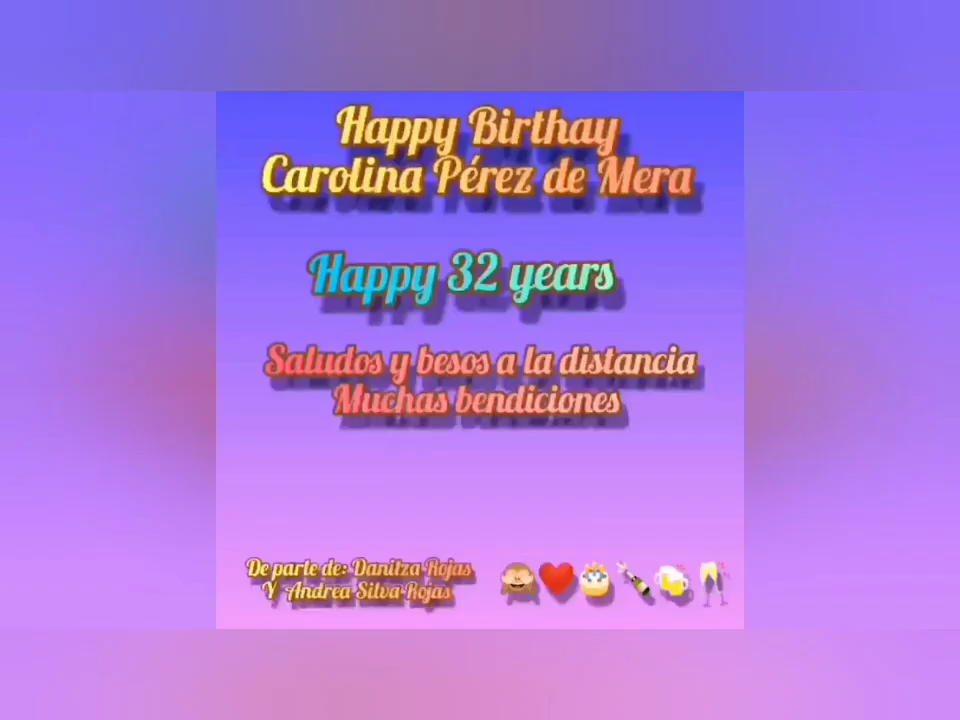 Happy Birthay
Carolina Pérez de Mera
Happy 32 years
Saludos y besos a la distancia
Muchas bendiciones
De parte de: Danitza Rojas
Y Andrea Silva Rojas